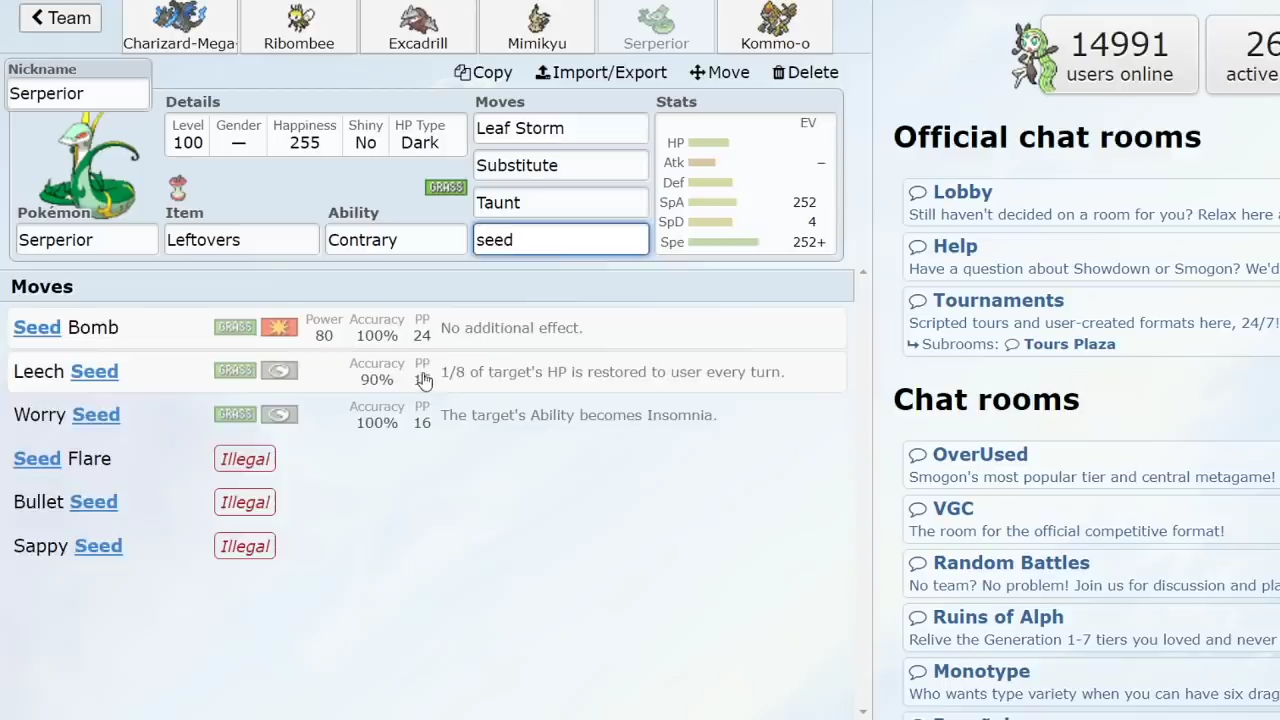 Team
Charizard-Mega-
Ribombee
Excadrill
Mimikyu
Serperior
Kommo-o
Nickname
Serperior
Copy
Import/Export
Move
Delete
Details
Moves
Stats
Level
100
Gender
—
Happiness
255
Shiny
No
HP Type
Dark
GRASS
Pokémon
Serperior
Item
Leftovers
Ability
Contrary
Leaf Storm
Substitute
Taunt
seed
EV
HP
Atk –
Def
SpA 252
SpD 4
Spe 252+
Moves
Seed Bomb GRASS Power 80 Accuracy 100% PP 24 No additional effect.
Leech Seed GRASS Accuracy 90% PP 1/8 of target's HP is restored to user every turn.
Worry Seed GRASS Accuracy 100% PP 16 The target's Ability becomes Insomnia.
Seed Flare Illegal
Bullet Seed Illegal
Sappy Seed Illegal
14991
users online
26
active
Official chat rooms
Lobby
Still haven't decided on a room for you? Relax here
Help
Have a question about Showdown or Smogon? We'd
Tournaments
Scripted tours and user-created formats here, 24/7!
↳ Subrooms: Tours Plaza
Chat rooms
OverUsed
Smogon's most popular tier and central metagame!
VGC
The room for the official competitive format!
Random Battles
No team? No problem! Join us for discussion and pla
Ruins of Alph
Relive the Generation 1-7 tiers you loved and never
Monotype
Who wants type variety when you can have six drag